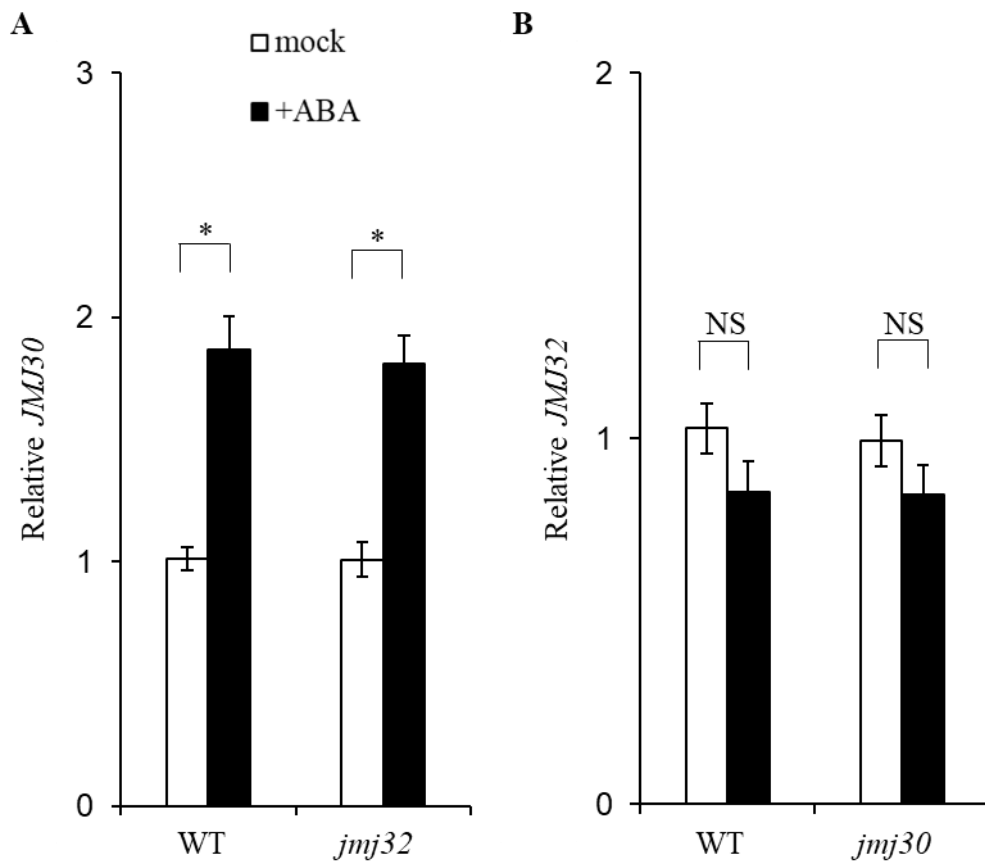 A
mock
+ABA
3
2
1
0
Relative JMJ30
*
*
WT
jmj32
B
2
1
0
Relative JMJ32
NS
NS
WT
jmj30